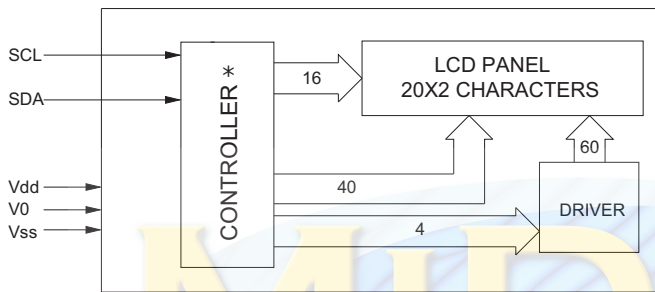 SCL
SDA
Vdd
V0
Vss
CONTROLLER *
16
LCD PANEL
20X2 CHARACTERS
40
60
4
DRIVER